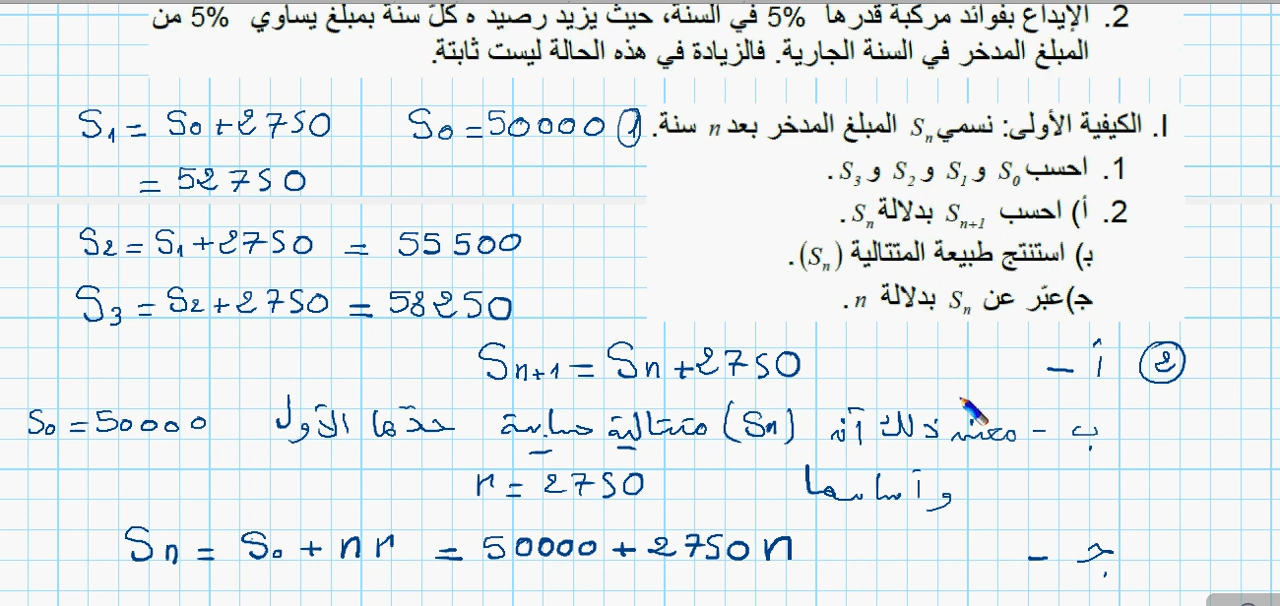 2. الإيداع بفوائد مركبة قدرها 5% في السنة، حيث يزيد رصيد ه كلّ سنة بمبلغ يساوي 5% من
المبلغ المدخر في السنة الجارية. فالزيادة في هذه الحالة ليست ثابتة.
I. الكيفية الأولى: نسمي Sn المبلغ المدخر بعد n سنة.
1. احسب S0 و S1 و S2 و S3 .
2. أ) احسب Sn+1 بدلالة Sn .
ب) استنتج طبيعة المتتالية (Sn) .
ج)عبّر عن Sn بدلالة n .
① S0 = 50000
S1 = S0 + 2750
= 52750
S2 = S1 + 2750 = 55500
S3 = S2 + 2750 = 58250
② أ - Sn+1 = Sn + 2750
ب - معنى ذلك أنّ (Sn) متتالية حسابية حدّها الأوّل S0 = 50000
وأساسها r = 2750
ج - Sn = S0 + nr = 50000 + 2750n